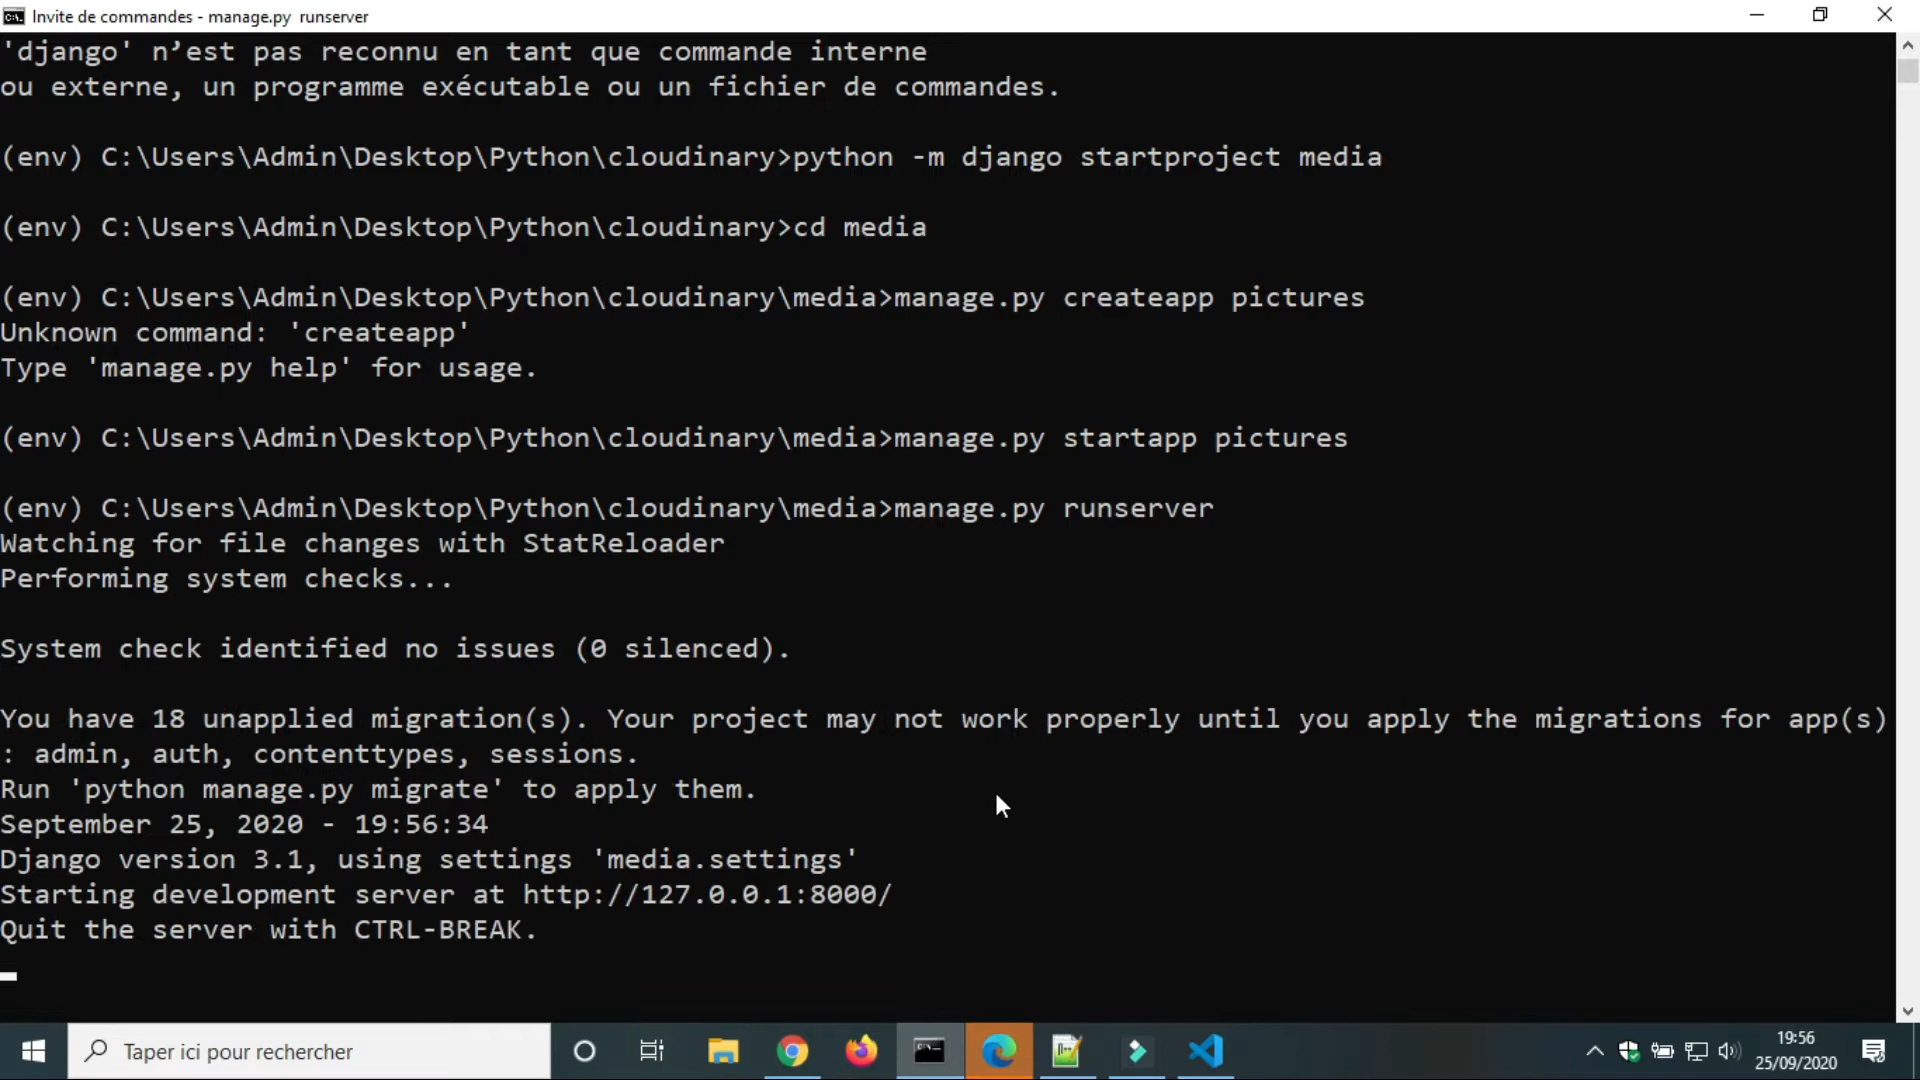 Invite de commandes - manage.py  runserver
'django' n’est pas reconnu en tant que commande interne
ou externe, un programme exécutable ou un fichier de commandes.
(env) C:\Users\Admin\Desktop\Python\cloudinary>python -m django startproject media
(env) C:\Users\Admin\Desktop\Python\cloudinary>cd media
(env) C:\Users\Admin\Desktop\Python\cloudinary\media>manage.py createapp pictures
Unknown command: 'createapp'
Type 'manage.py help' for usage.
(env) C:\Users\Admin\Desktop\Python\cloudinary\media>manage.py startapp pictures
(env) C:\Users\Admin\Desktop\Python\cloudinary\media>manage.py runserver
Watching for file changes with StatReloader
Performing system checks...
System check identified no issues (0 silenced).
You have 18 unapplied migration(s). Your project may not work properly until you apply the migrations for app(s)
: admin, auth, contenttypes, sessions.
Run 'python manage.py migrate' to apply them.
September 25, 2020 - 19:56:34
Django version 3.1, using settings 'media.settings'
Starting development server at http://127.0.0.1:8000/
Quit the server with CTRL-BREAK.
Taper ici pour rechercher
19:56
25/09/2020